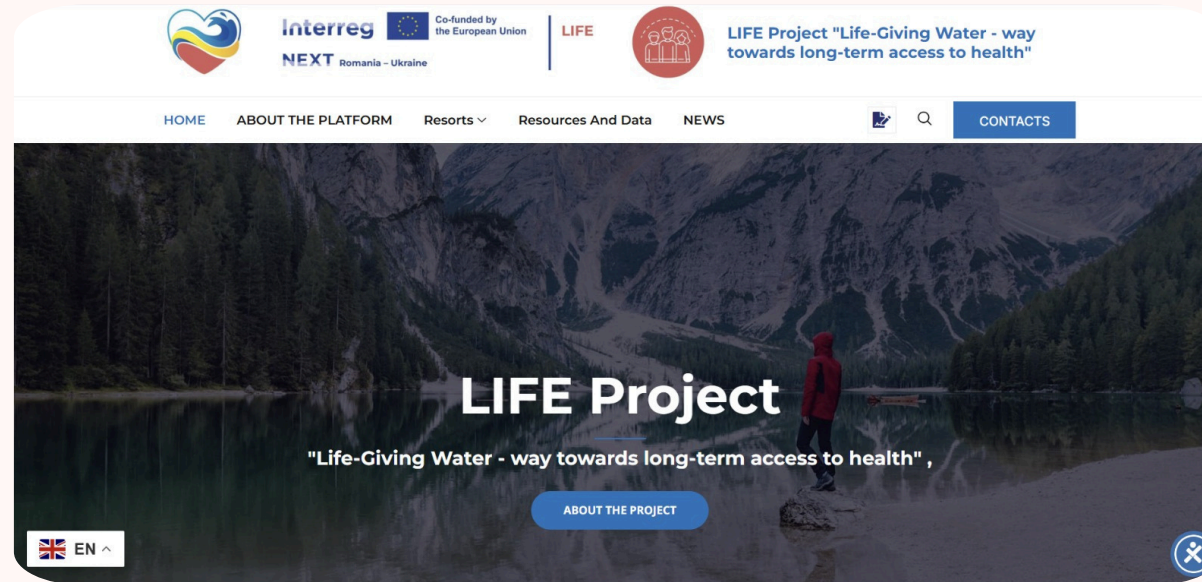 Interreg
Co-funded by
the European Union
NEXT Romania – Ukraine
LIFE
LIFE Project "Life-Giving Water - way
towards long-term access to health"
HOME ABOUT THE PLATFORM Resorts Resources And Data NEWS CONTACTS
LIFE Project
"Life-Giving Water - way towards long-term access to health" ,
ABOUT THE PROJECT
EN